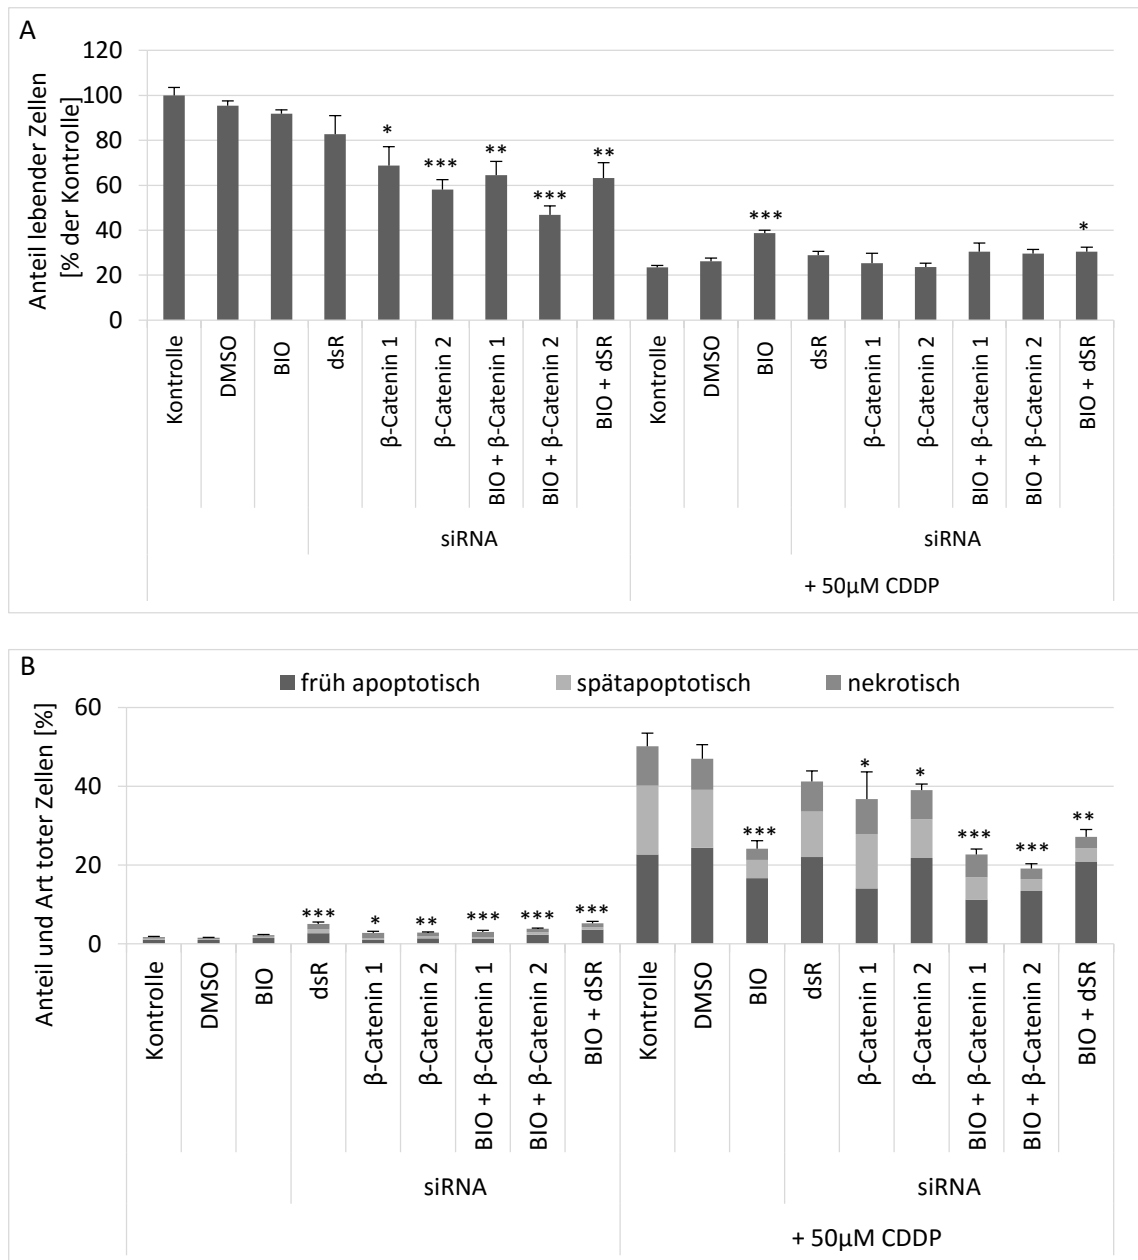 A
Anteil lebender Zellen
[% der Kontrolle]
120
100
80
60
40
20
0
*
***
**
***
**
***
*
Kontrolle
DMSO
BIO
dsR
β-Catenin 1
β-Catenin 2
BIO + β-Catenin 1
BIO + β-Catenin 2
BIO + dSR
Kontrolle
DMSO
BIO
dsR
β-Catenin 1
β-Catenin 2
BIO + β-Catenin 1
BIO + β-Catenin 2
BIO + dSR
siRNA
siRNA
+ 50µM CDDP
B
früh apoptotisch
spätapoptotisch
nekrotisch
Anteil und Art toter Zellen [%]
60
40
20
0
***
*
**
***
***
***
***
*
*
***
***
**
Kontrolle
DMSO
BIO
dsR
β-Catenin 1
β-Catenin 2
BIO + β-Catenin 1
BIO + β-Catenin 2
BIO + dSR
Kontrolle
DMSO
BIO
dsR
β-Catenin 1
β-Catenin 2
BIO + β-Catenin 1
BIO + β-Catenin 2
BIO + dSR
siRNA
siRNA
+ 50µM CDDP